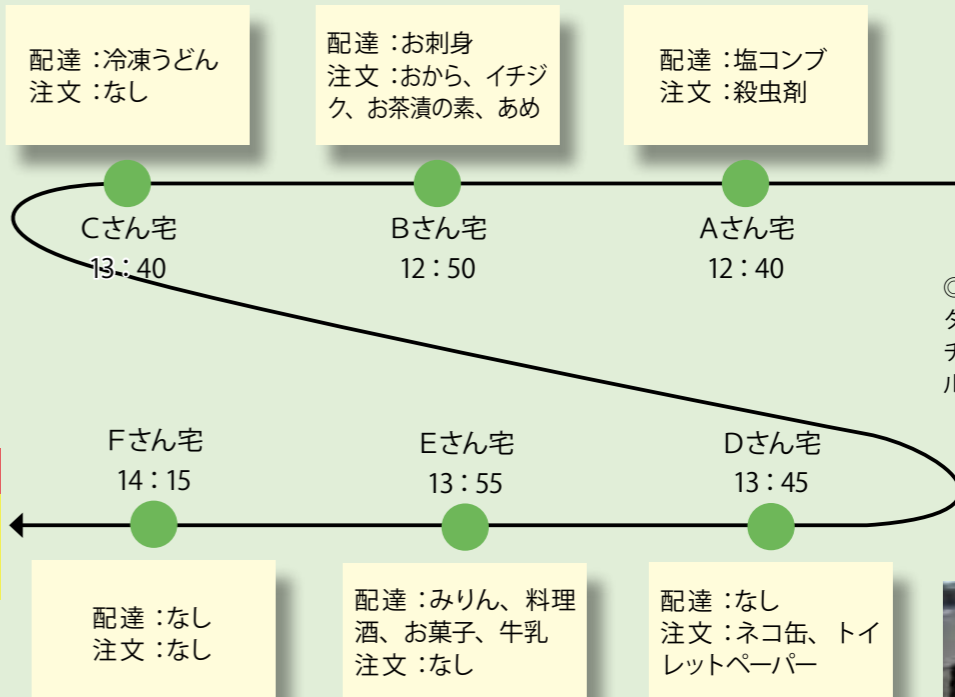 配達：冷凍うどん
注文：なし
配達：お刺身
注文：おから、イチジ
ク、お茶漬の素、あめ
配達：塩コンブ
注文：殺虫剤
Cさん宅
13：40
Bさん宅
12：50
Aさん宅
12：40
Fさん宅
14：15
Eさん宅
13：55
Dさん宅
13：45
配達：なし
注文：なし
配達：みりん、料理
酒、お菓子、牛乳
注文：なし
配達：なし
注文：ネコ缶、トイ
レットペーパー